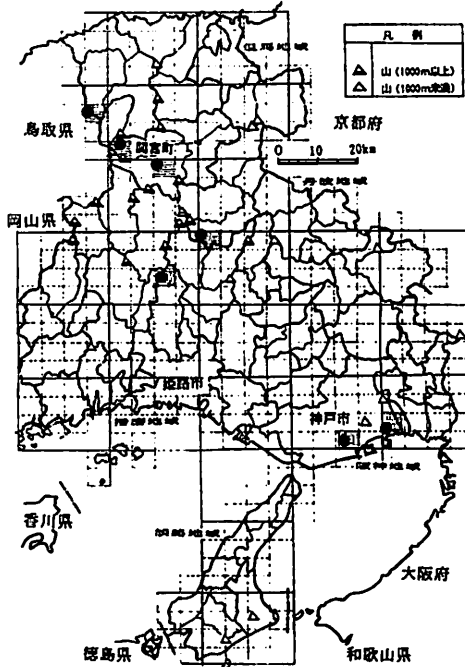 但馬地域
凡 例
山 (1000m以上)
山 (1000m未満)
鳥取県
京都府
関宮町
0 10 20km
丹波地域
岡山県
姫路市
神戸市
播磨地域
阪神地域
香川県
淡路地域
大阪府
徳島県
和歌山県